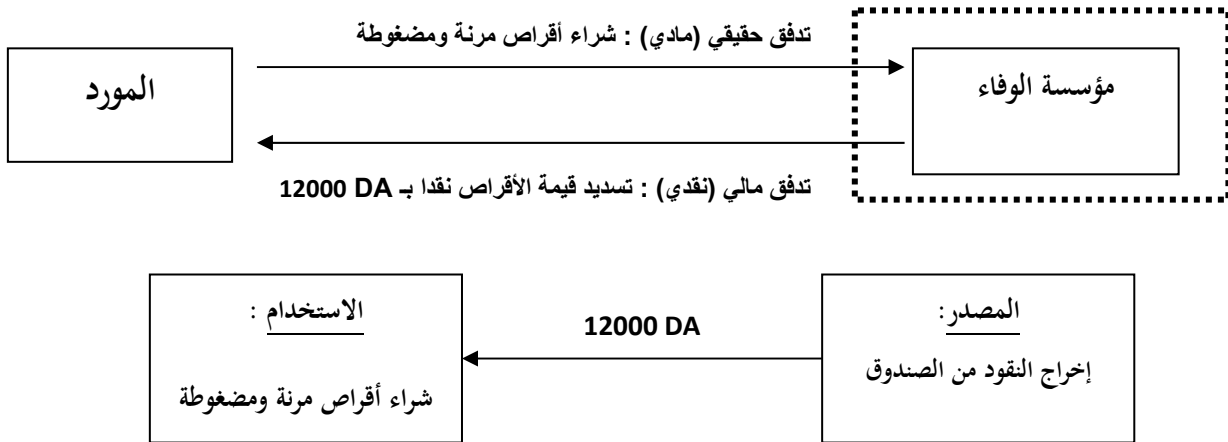 تدفق حقيقي (مادي) : شراء أقراص مرنة ومضغوطة
مؤسسة الوفاء
المورد
تدفق مالي (نقدي) : تسديد قيمة الأقراص نقدا بـ 12000 DA
المصدر:
إخراج النقود من الصندوق
12000 DA
الاستخدام :
شراء أقراص مرنة ومضغوطة